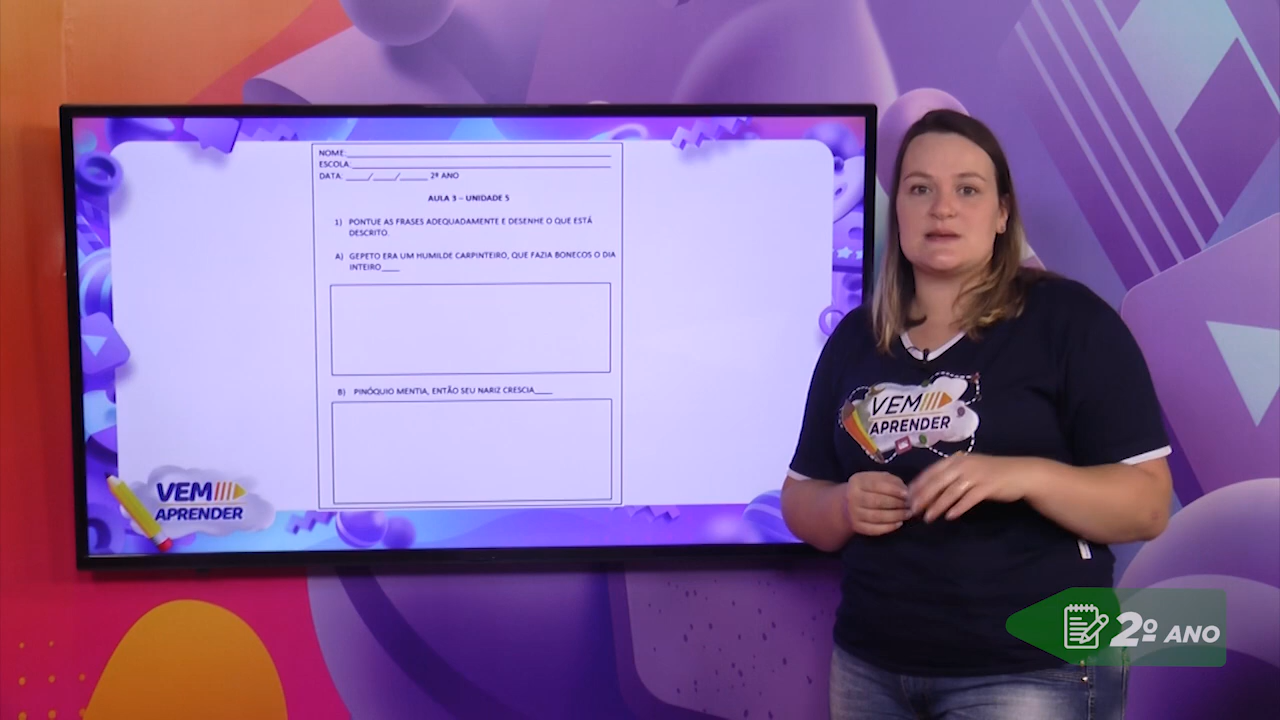 NOME:
ESCOLA:
DATA: ____/____/____ 2º ANO
AULA 3 – UNIDADE 5
1) PONTUE AS FRASES ADEQUADAMENTE E DESENHE O QUE ESTÁ
DESCRITO.
A) GEPETO ERA UM HUMILDE CARPINTEIRO, QUE FAZIA BONECOS O DIA
INTEIRO____
B) PINÓQUIO MENTIA, ENTÃO SEU NARIZ CRESCIA____
VEM
APRENDER
VEM
APRENDER
2º ANO